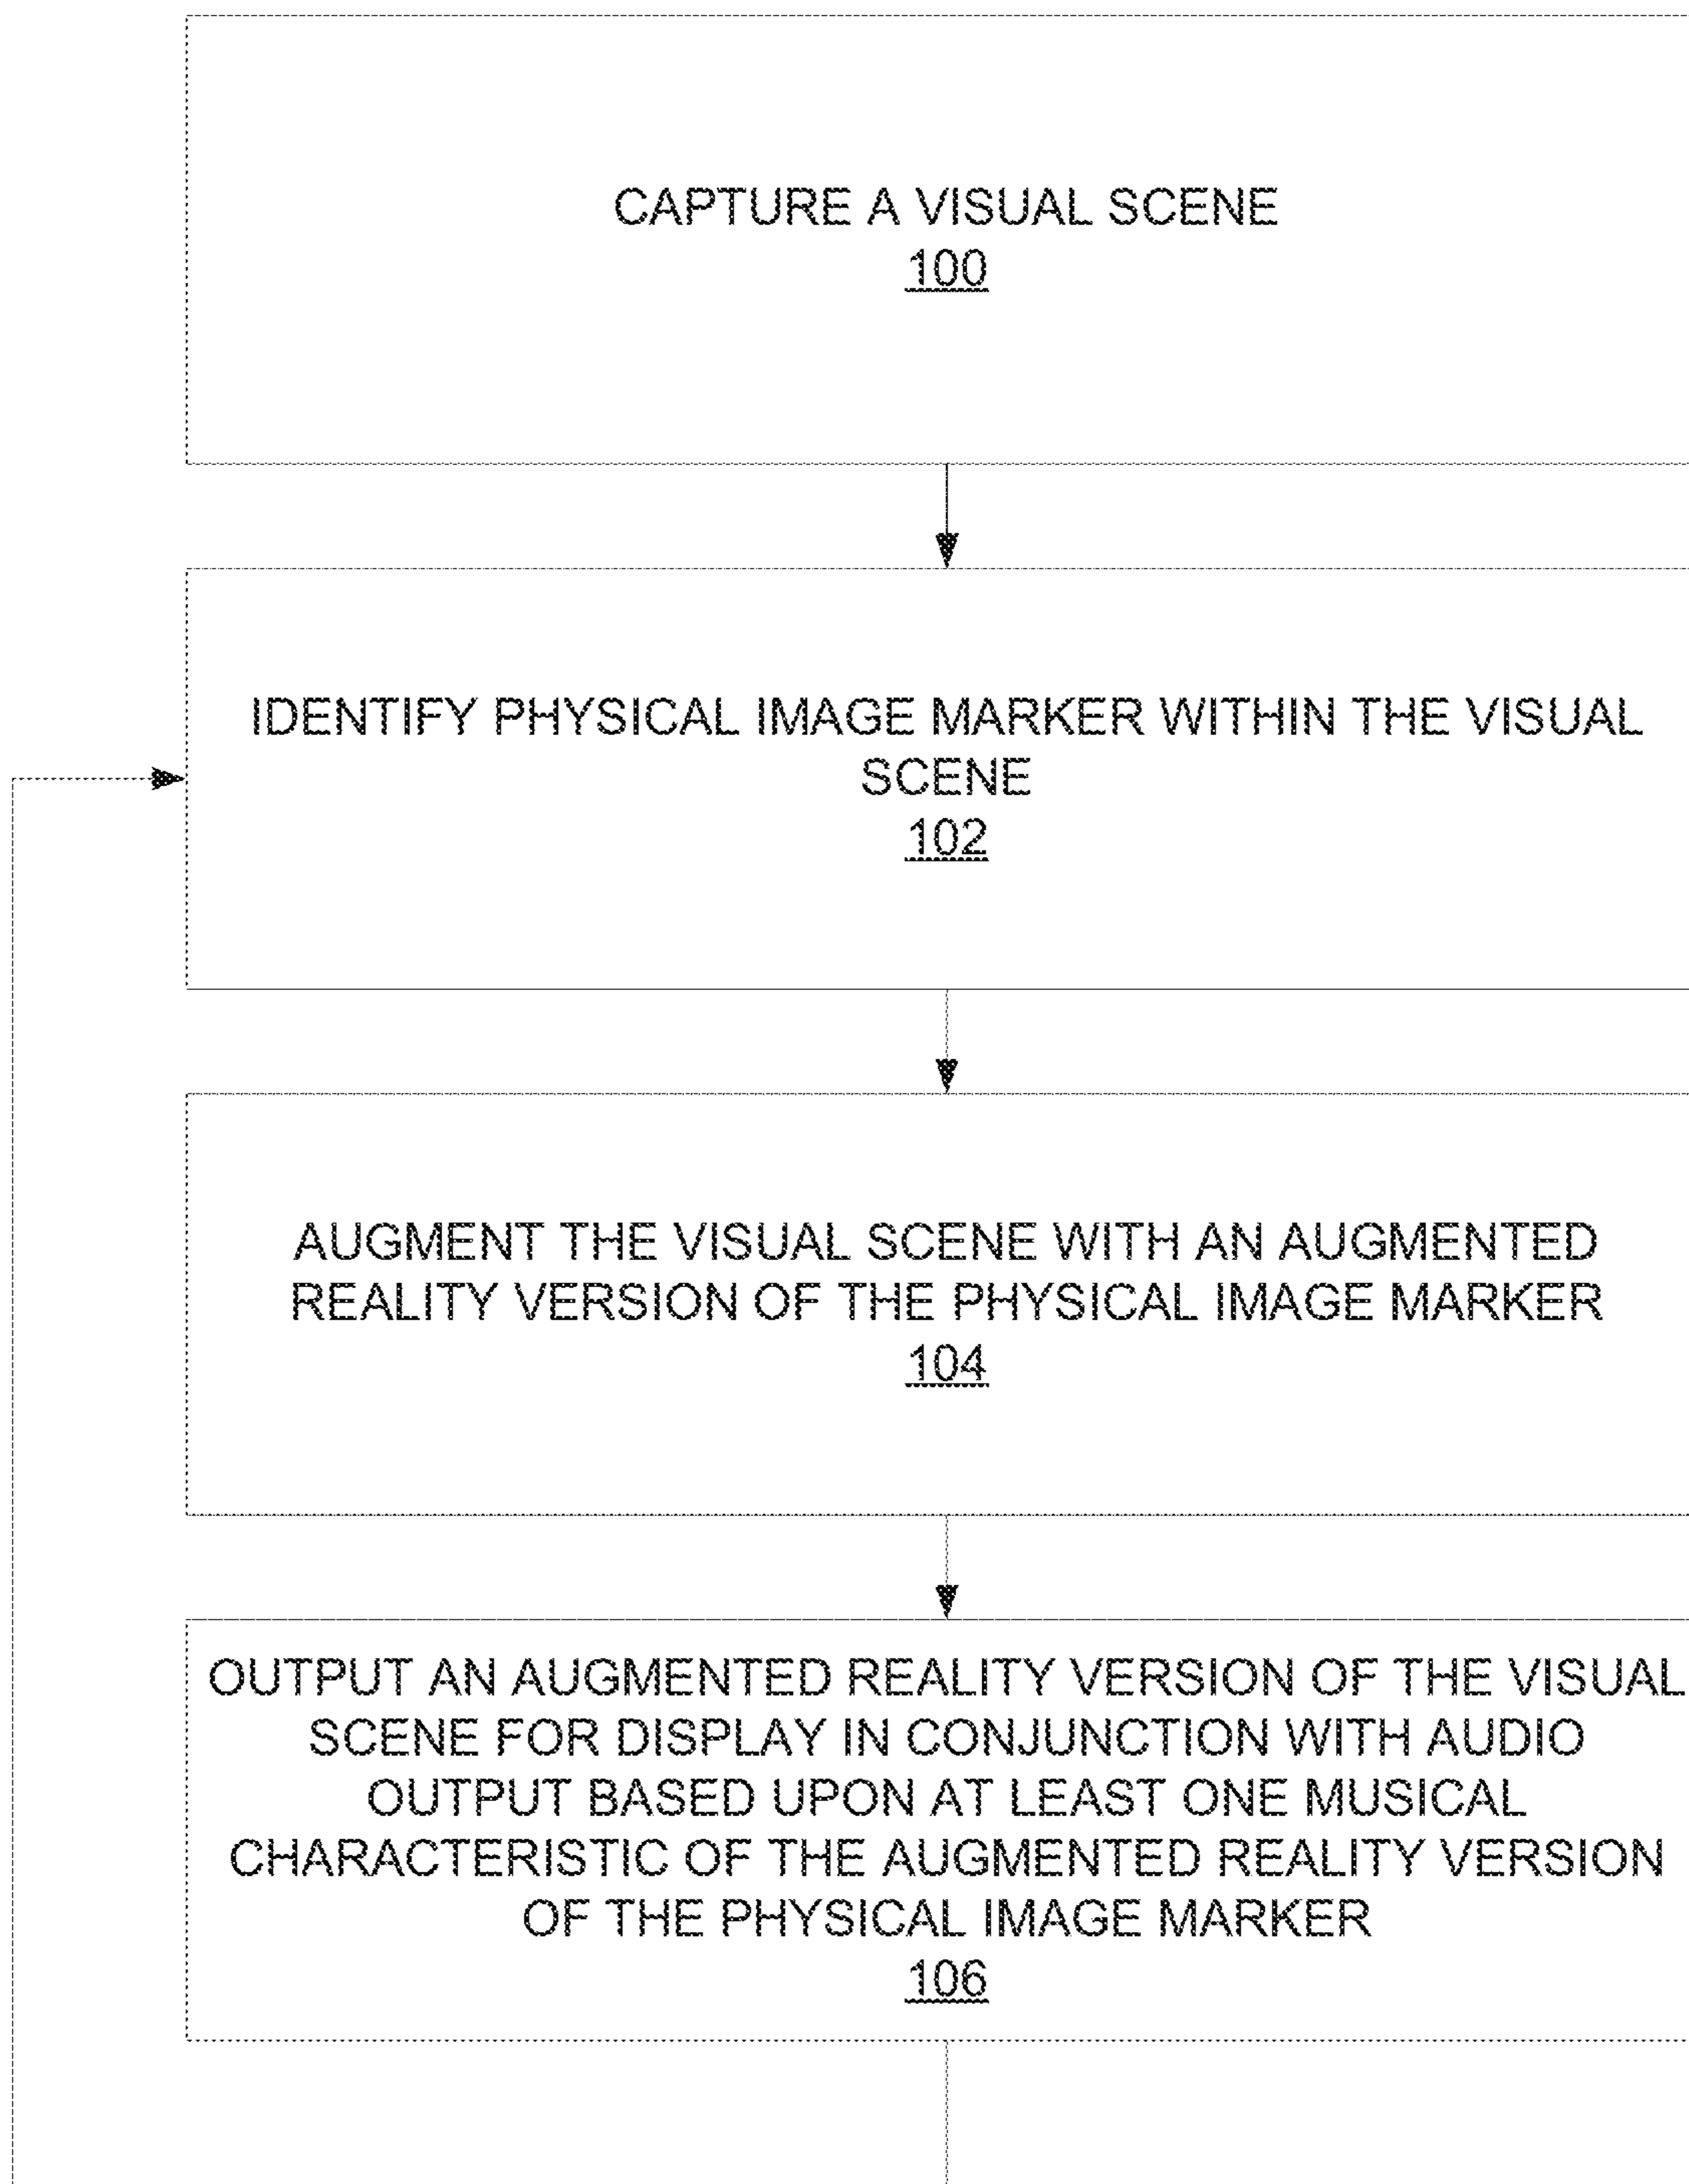 CAPTURE A VISUAL SCENE
100
IDENTIFY PHYSICAL IMAGE MARKER WITHIN THE VISUAL
SCENE
102
AUGMENT THE VISUAL SCENE WITH AN AUGMENTED
REALITY VERSION OF THE PHYSICAL IMAGE MARKER
104
OUTPUT AN AUGMENTED REALITY VERSION OF THE VISUAL
SCENE FOR DISPLAY IN CONJUNCTION WITH AUDIO
OUTPUT BASED UPON AT LEAST ONE MUSICAL
CHARACTERISTIC OF THE AUGMENTED REALITY VERSION
OF THE PHYSICAL IMAGE MARKER
106